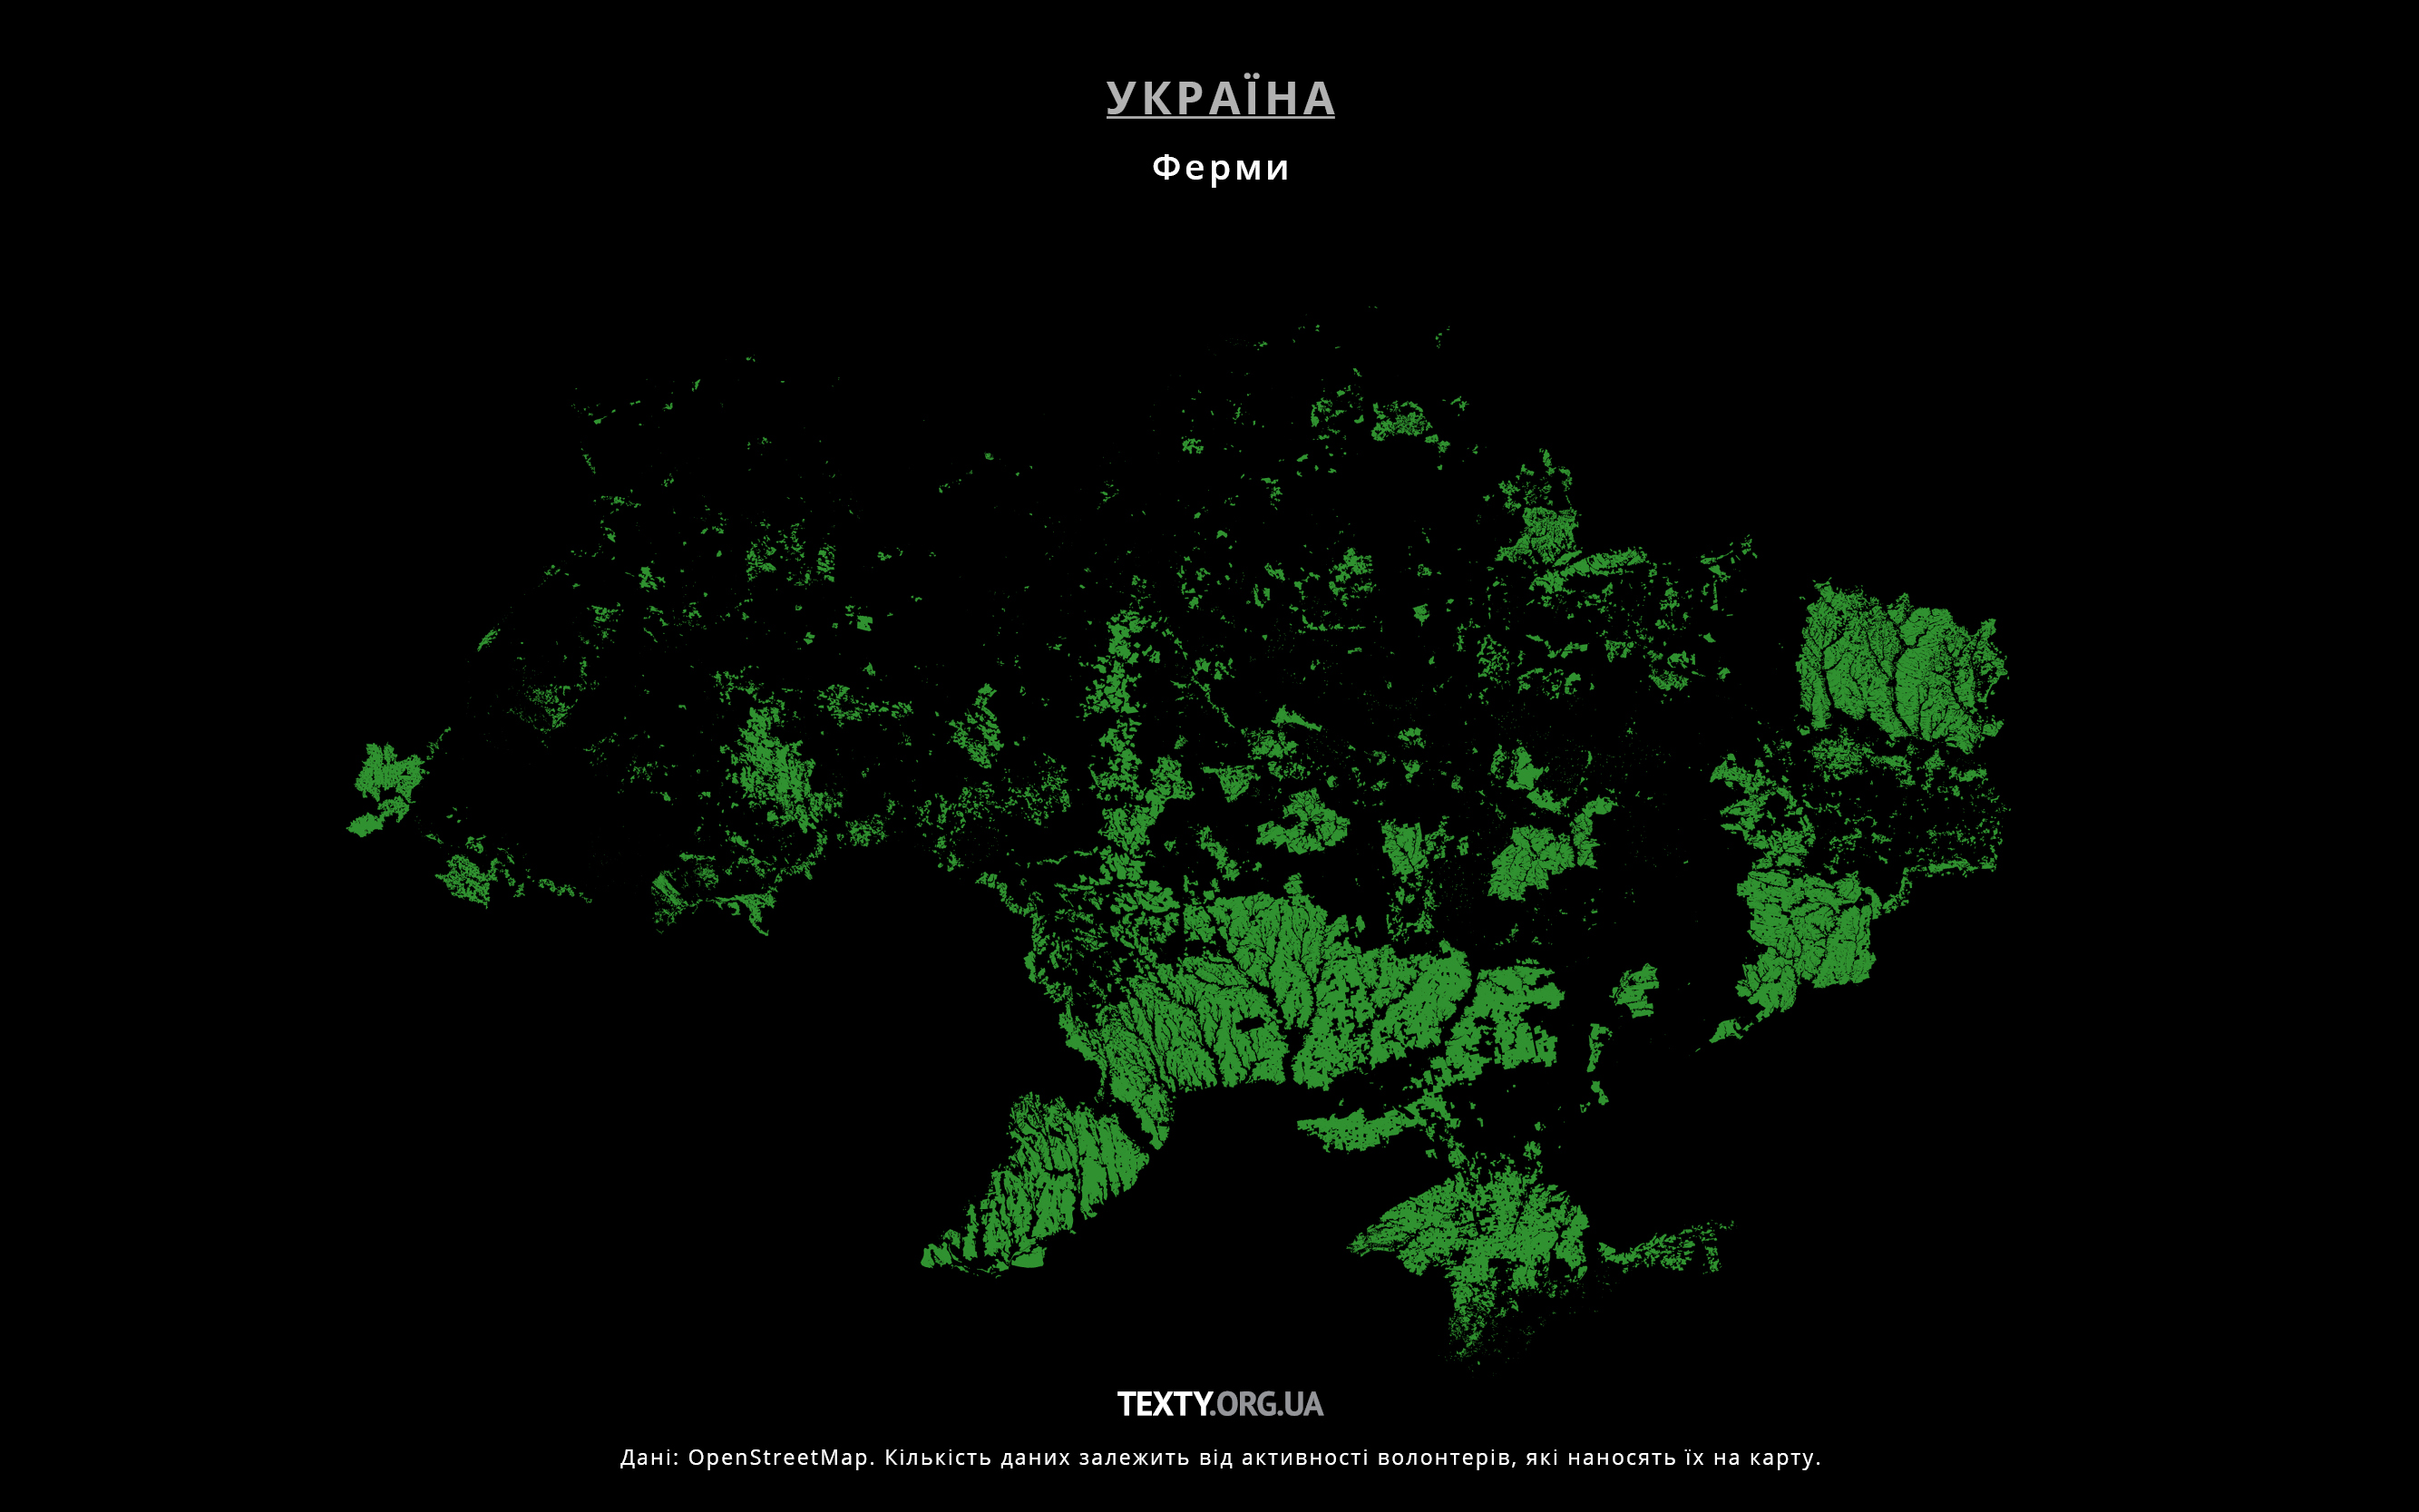 УКРАЇНА
Ферми
TEXTY.ORG.UA
Дані: OpenStreetMap. Кількість даних залежить від активності волонтерів, які наносять їх на карту.